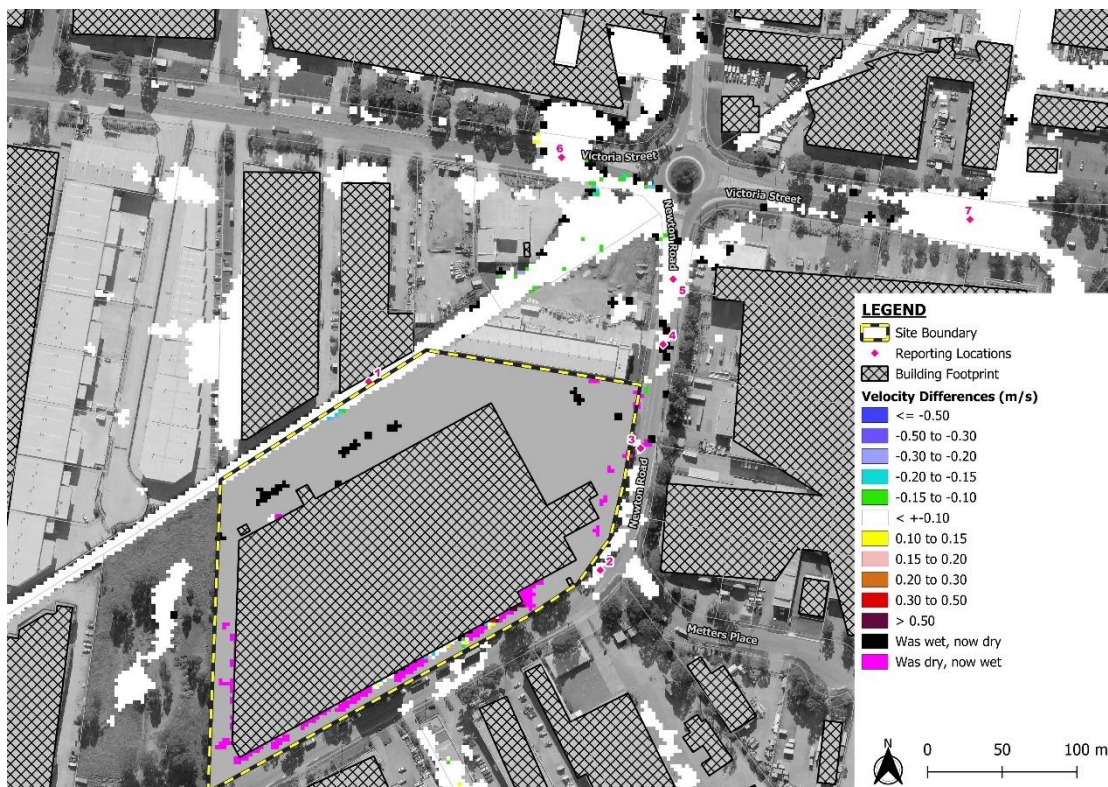 6
Victoria Street
Victoria Street
7
Newton Road
5
4
1
3
Newton Road
2
Metters Place
LEGEND
Site Boundary
Reporting Locations
Building Footprint
Velocity Differences (m/s)
<= -0.50
-0.50 to -0.30
-0.30 to -0.20
-0.20 to -0.15
-0.15 to -0.10
< +-0.10
0.10 to 0.15
0.15 to 0.20
0.20 to 0.30
0.30 to 0.50
> 0.50
Was wet, now dry
Was dry, now wet
N
0 50 100 m